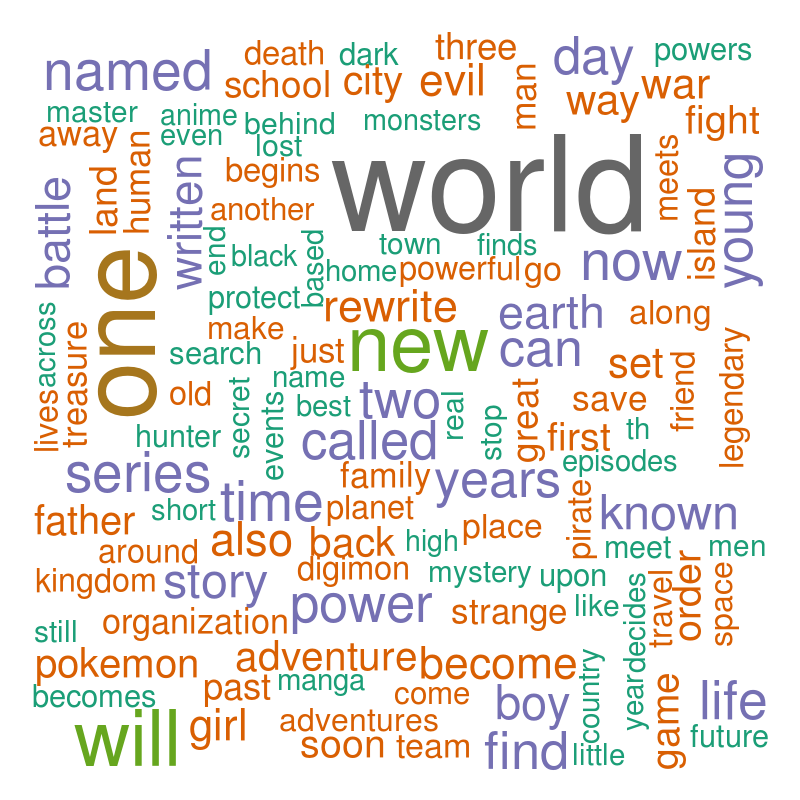 death
dark
three
day
powers
named
school
city
evil
man
way
war
master
anime
behind
monsters
fight
away
even
lost
human
land
written
begins
world
meets
young
battle
another
island
one
end
black
based
town
finds
now
home
powerful
go
protect
rewrite
earth
along
make
new
can
across
treasure
search
just
set
friend
legendary
lives
old
secret
name
two
real
stop
great
save
events
best
hunter
called
first
th
series
family
years
episodes
time
planet
known
father
short
also
back
high
place
pirate
around
meet
men
kingdom
story
digimon
mystery
upon
order
space
travel
organization
power
strange
like
decides
still
pokemon
adventure
become
country
year
becomes
past
manga
come
boy
life
will
girl
adventures
game
future
soon
team
find
little